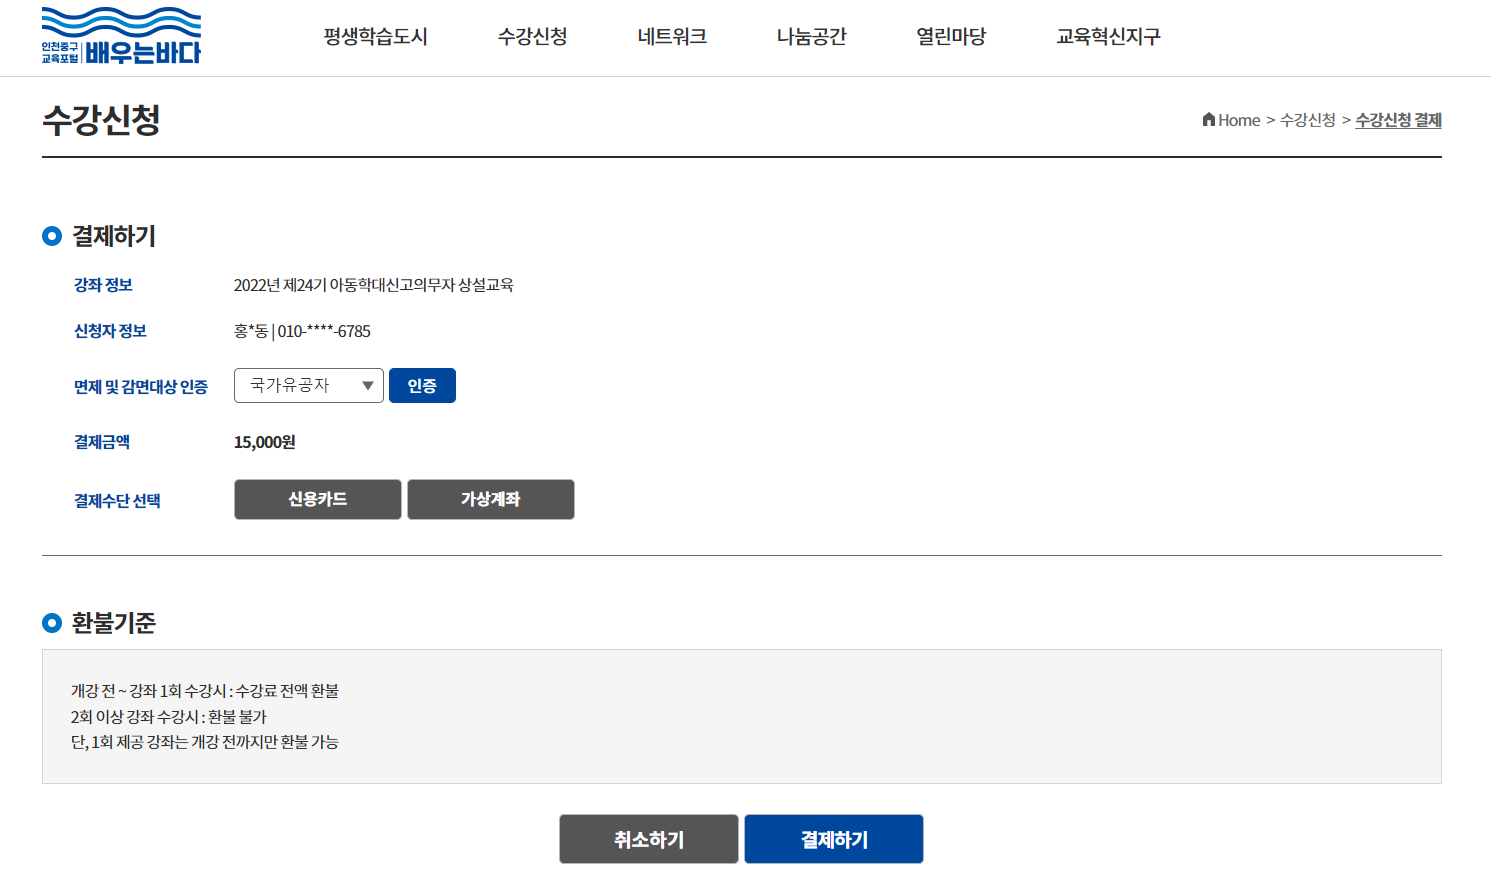 인천중구
교육포털
배우는바다
평생학습도시 수강신청 네트워크 나눔공간 열린마당 교육혁신지구
수강신청
Home > 수강신청 > 수강신청 결제
결제하기
강좌 정보 2022년 제24기 아동학대신고의무자 상설교육
신청자 정보 홍*동 | 010-****-6785
면제 및 감면대상 인증 국가유공자 ▼ 인증
결제금액 15,000원
결제수단 선택 신용카드 가상계좌
환불기준
개강 전 ~ 강좌 1회 수강시 : 수강료 전액 환불
2회 이상 강좌 수강시 : 환불 불가
단, 1회 제공 강좌는 개강 전까지만 환불 가능
취소하기 결제하기